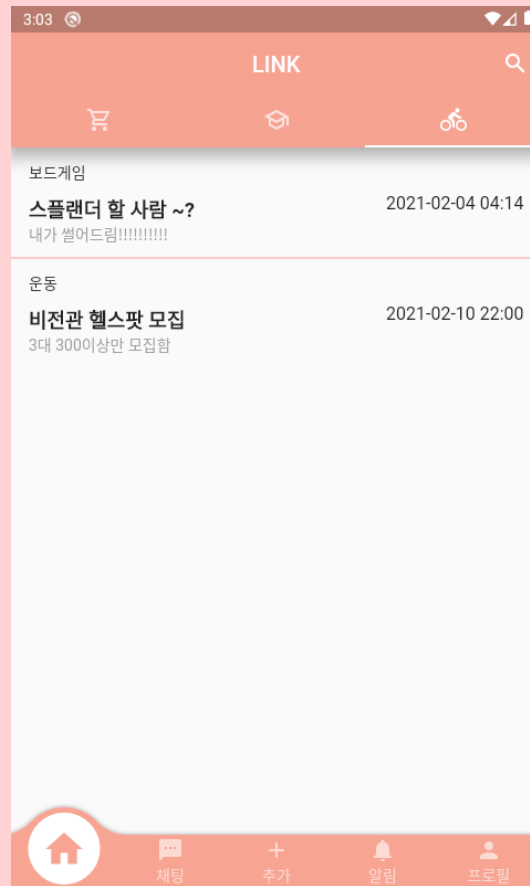 3:03
LINK
보드게임
스플랜더 할 사람 ~?
2021-02-04 04:14
내가 썰어드림!!!!!!!!!!
운동
비전관 헬스팟 모집
2021-02-10 22:00
3대 300이상만 모집함
채팅
추가
알림
프로필